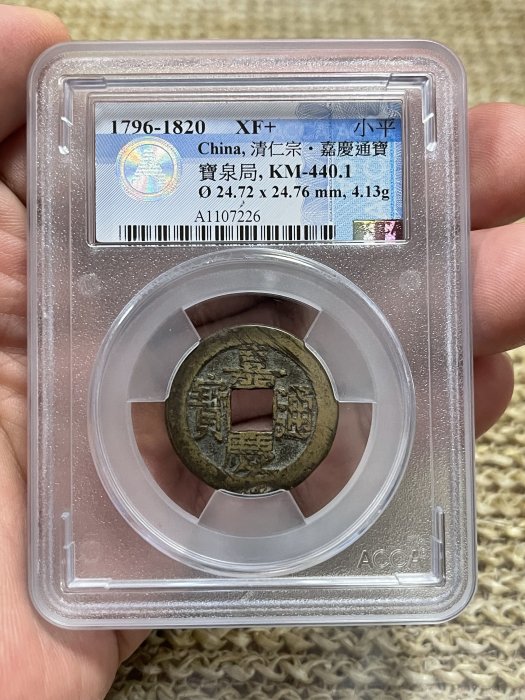 1796-1820 XF+ 小平
China, 清仁宗·嘉慶通寶
寶泉局, KM-440.1
Ø 24.72 x 24.76 mm, 4.13g
A1107226
嘉慶通寶
ACCA